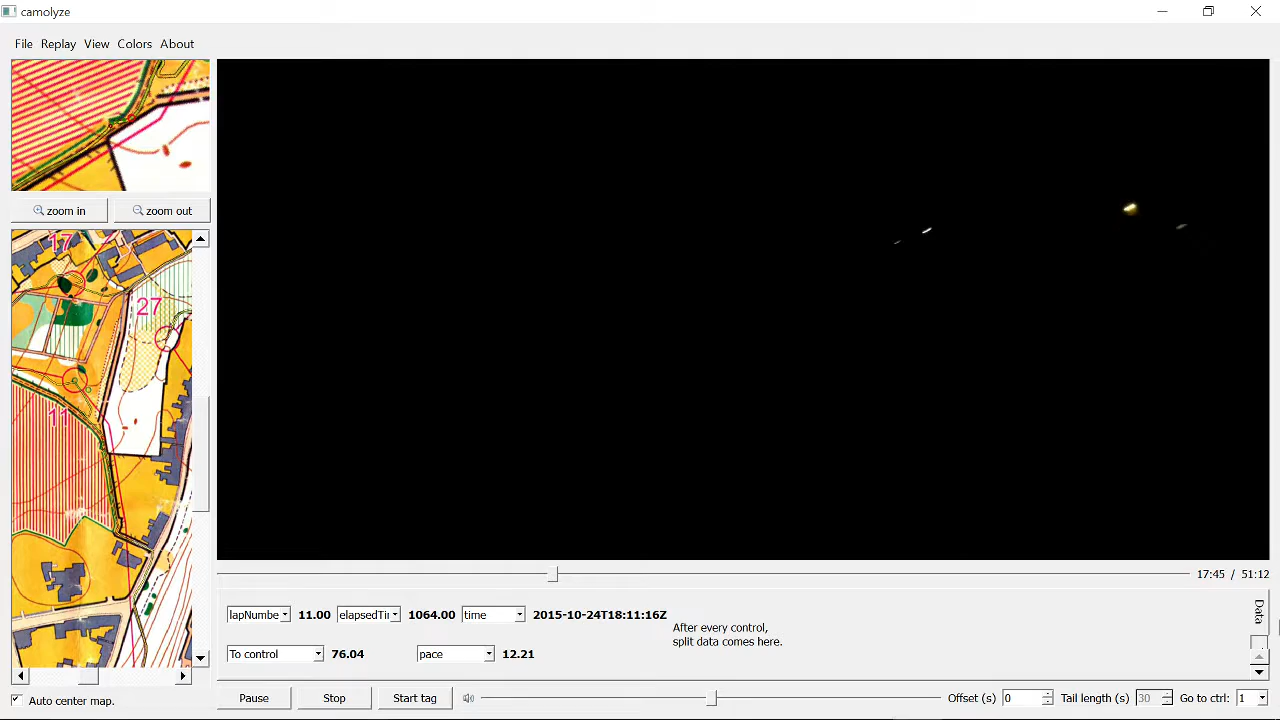 camolyze
File Replay View Colors About
zoom in
zoom out
17
27
11
17:45 / 51:12
lapNumbe 11.00 elapsedTi 1064.00 time 2015-10-24T18:11:16Z
After every control,
split data comes here.
Data
To control 76.04 pace 12.21
Auto center map.
Pause Stop Start tag Offset (s) 0 Tail length (s) 30 Go to ctrl: 1